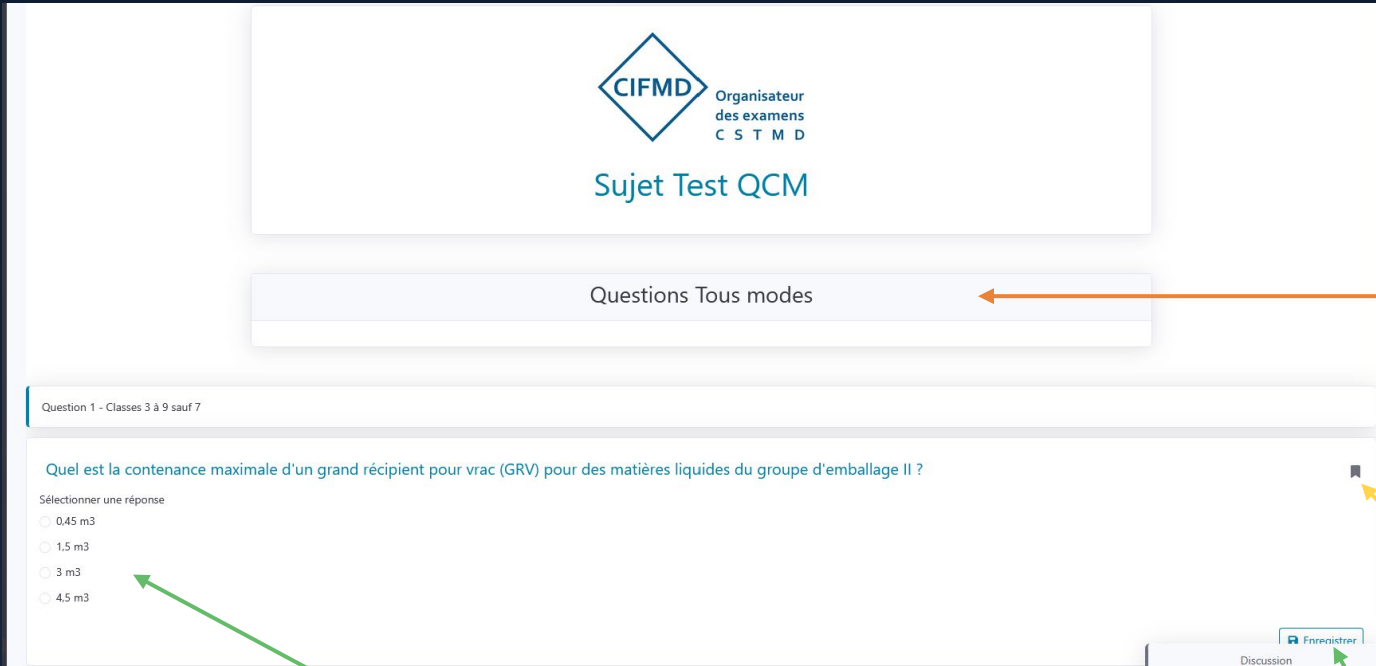 CIFMD
Organisateur
des examens
C S T M D
Sujet Test QCM
Questions Tous modes
Question 1 - Classes 3 à 9 sauf 7
Quel est la contenance maximale d'un grand récipient pour vrac (GRV) pour des matières liquides du groupe d'emballage II ?
Sélectionner une réponse
0,45 m3
1,5 m3
3 m3
4,5 m3
Enregistrer
Discussion